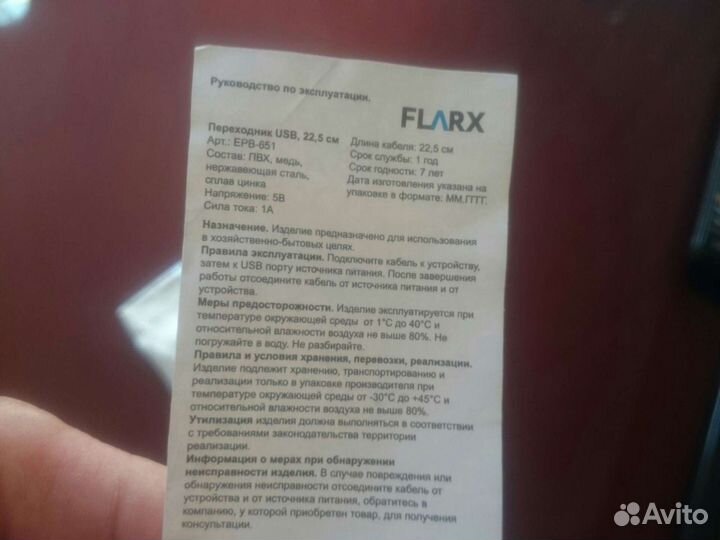 Руководство по эксплуатации.
FLARX
Переходник USB, 22,5 см
Арт.: EPB-651
Состав: ПВХ, медь,
нержавеющая сталь,
сплав цинка
Напряжение: 5В
Сила тока: 1А
Длина кабеля: 22,5 см
Срок службы: 1 год
Срок годности: 7 лет
Дата изготовления указана на
упаковке в формате: ММ.ГГГГ.
Назначение. Изделие предназначено для использования
в хозяйственно-бытовых целях.
Правила эксплуатации. Подключите кабель к устройству,
затем к USB порту источника питания. После завершения
работы отсоедините кабель от источника питания и от
устройства.
Меры предосторожности. Изделие эксплуатируется при
температуре окружающей среды от 1°С до 40°С и
относительной влажности воздуха не выше 80%. Не
погружайте в воду. Не разбирайте.
Правила и условия хранения, перевозки, реализации.
Изделие подлежит хранению, транспортированию и
реализации только в упаковке производителя при
температуре окружающей среды от -30°С до +45°С и
относительной влажности воздуха не выше 80%.
Утилизация изделия должна выполняться в соответствии
с требованиями законодательства территории
реализации.
Информация о мерах при обнаружении
неисправности изделия. В случае повреждения или
обнаружения неисправности отсоедините кабель от
устройства и от источника питания, обратитесь в
компанию, у которой приобретен товар, для получения
консультации.
Avito